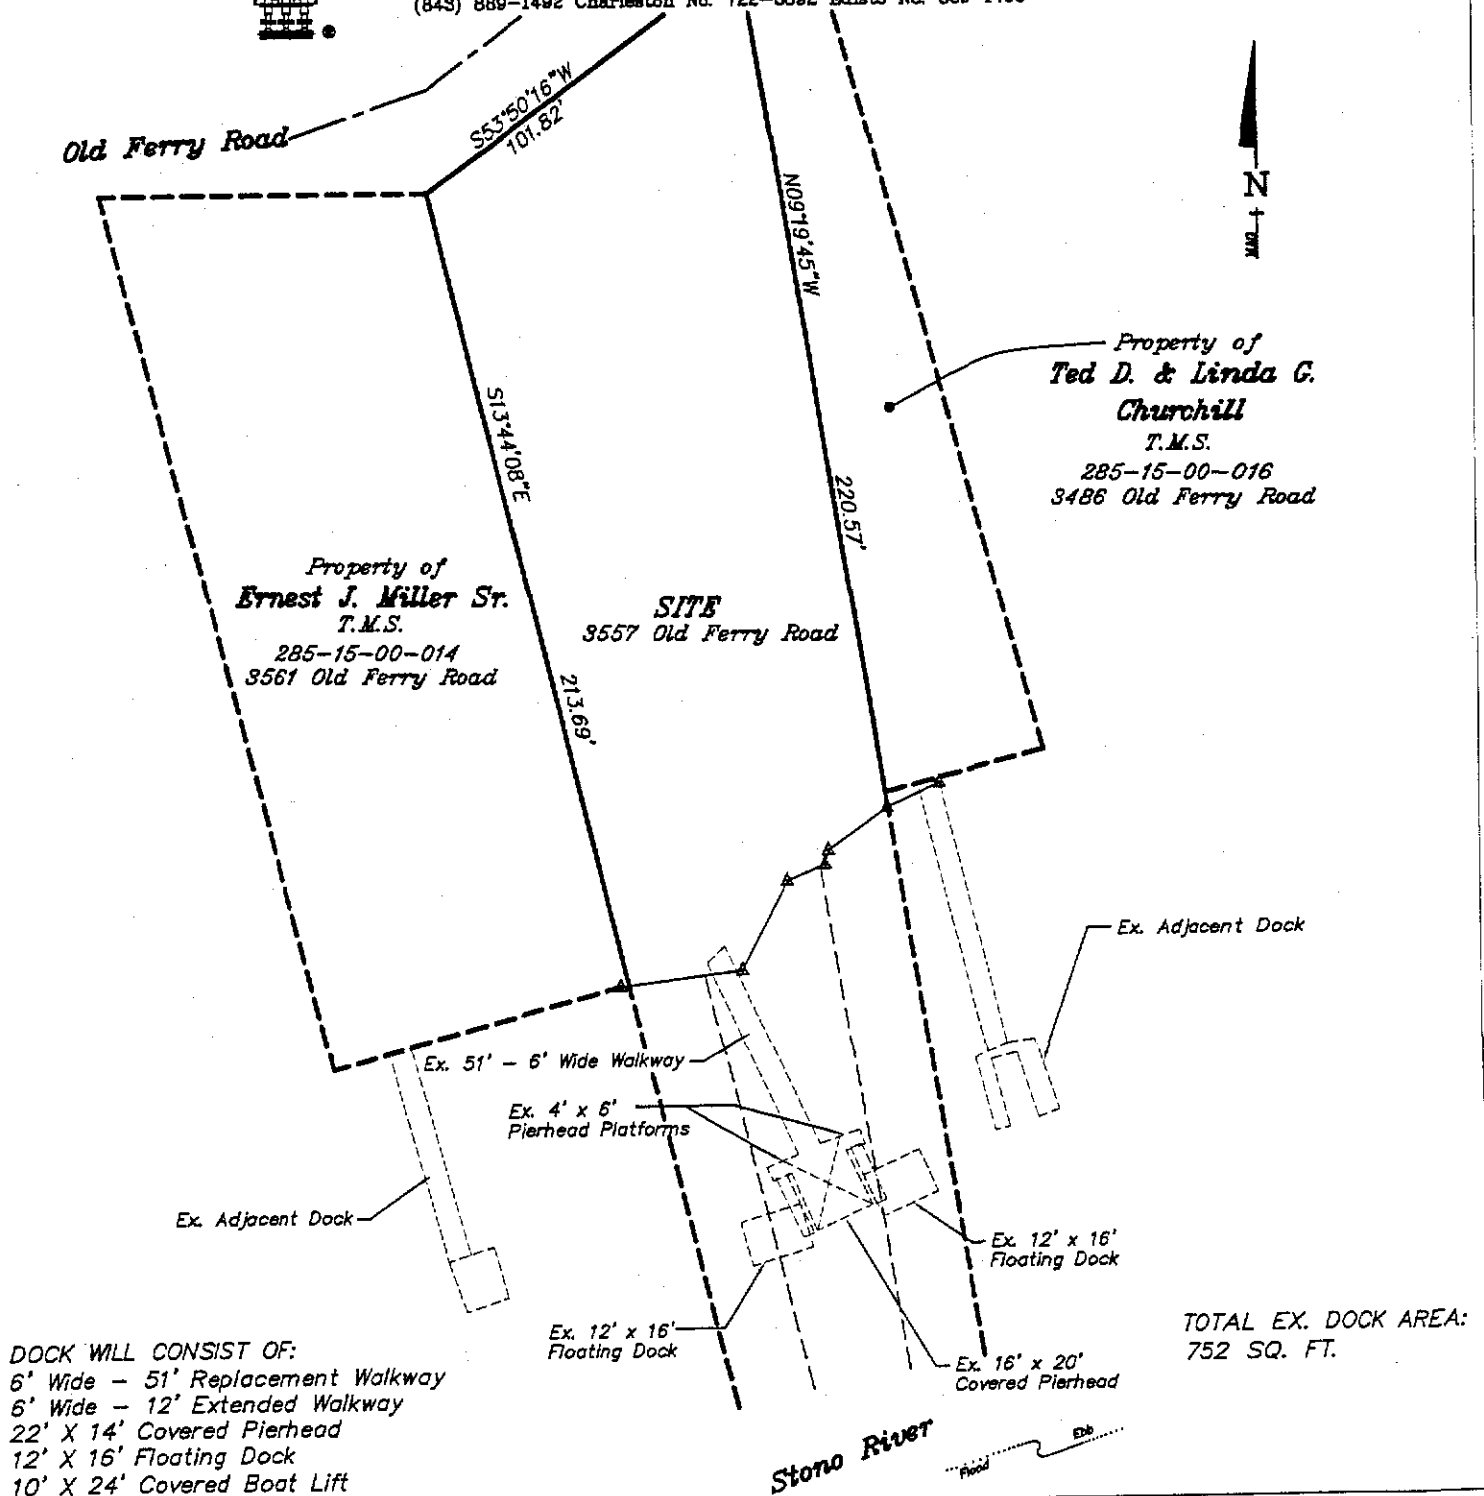 (843) 889-1492 Charleston No.
Old Ferry Road
S53°50'16"W
101.82'
N09°19'45"W
N
Property of
Ted D. & Linda G.
Churchill
T.M.S.
285-15-00-016
3486 Old Ferry Road
S13°44'08"E
220.57'
Property of
Ernest J. Miller Sr.
T.M.S.
285-15-00-014
3561 Old Ferry Road
SITE
3557 Old Ferry Road
213.69'
Ex. Adjacent Dock
Ex. 51' - 6' Wide Walkway
Ex. 4' x 6'
Pierhead Platforms
Ex. Adjacent Dock
Ex. 12' x 16'
Floating Dock
Ex. 12' x 16'
Floating Dock
Ex. 16' x 20'
Covered Pierhead
TOTAL EX. DOCK AREA:
752 SQ. FT.
DOCK WILL CONSIST OF:
6' Wide - 51' Replacement Walkway
6' Wide - 12' Extended Walkway
22' X 14' Covered Pierhead
12' X 16' Floating Dock
10' X 24' Covered Boat Lift
Stono River
Flood
Ebb